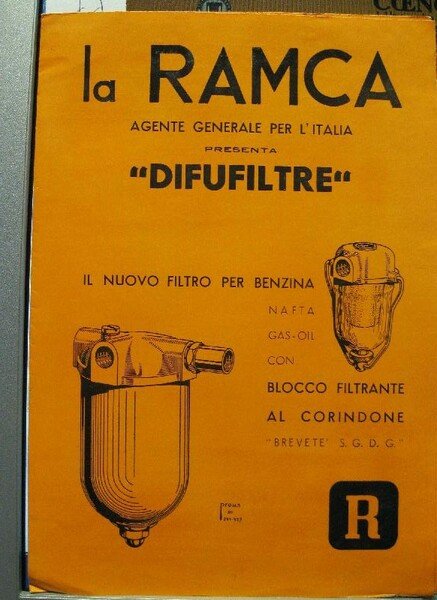 la RAMCA
AGENTE GENERALE PER L'ITALIA
PRESENTA
"DIFUFILTRE"
IL NUOVO FILTRO PER BENZINA
NAFTA
GAS-OIL
CON
BLOCCO FILTRANTE
AL CORINDONE
"BREVETE' S. G. D. G."
R